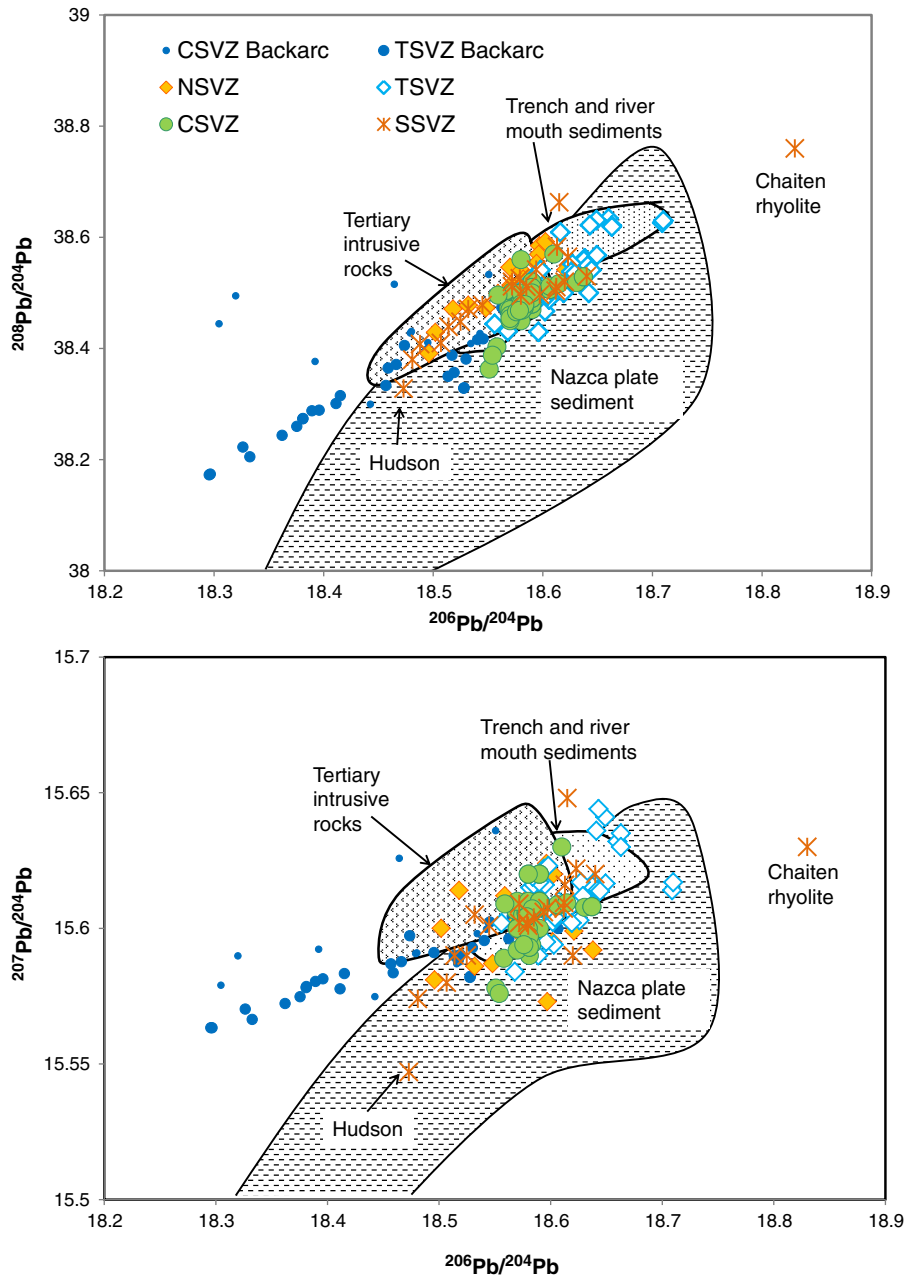 39
38.8
38.6
38.4
38.2
38
18.2
18.3
18.4
18.5
18.6
18.7
18.8
18.9
208Pb/204Pb
206Pb/204Pb
CSVZ Backarc
TSVZ Backarc
NSVZ
TSVZ
CSVZ
SSVZ
Trench and river
mouth sediments
Chaiten
rhyolite
Tertiary
intrusive
rocks
Nazca plate
sediment
Hudson
15.7
15.65
15.6
15.55
15.5
18.2
18.3
18.4
18.5
18.6
18.7
18.8
18.9
207Pb/204Pb
206Pb/204Pb
Trench and river
mouth sediments
Tertiary
intrusive
rocks
Chaiten
rhyolite
Nazca plate
sediment
Hudson